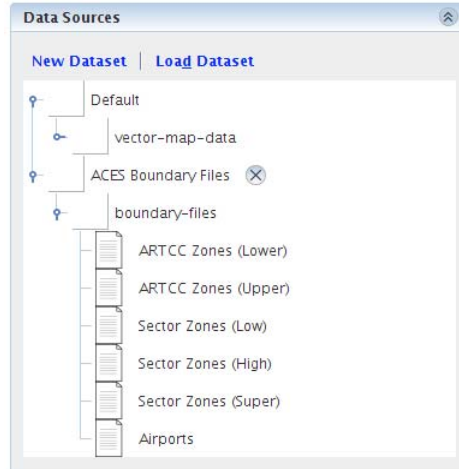 Data Sources
New Dataset | Load Dataset
Default
vector-map-data
ACES Boundary Files
boundary-files
ARTCC Zones (Lower)
ARTCC Zones (Upper)
Sector Zones (Low)
Sector Zones (High)
Sector Zones (Super)
Airports